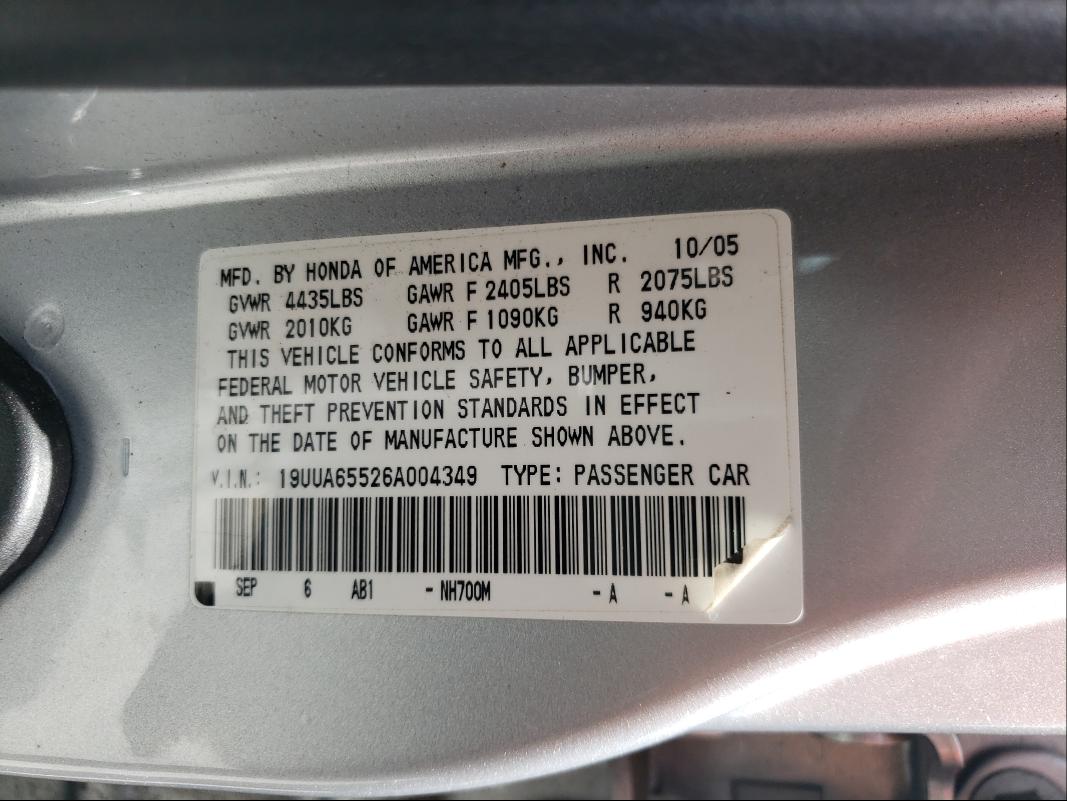 MFD. BY HONDA OF AMERICA MFG., INC. 10/05
GVWR 4435LBS GAWR F 2405LBS R 2075LBS
GVWR 2010KG GAWR F 1090KG R 940KG
THIS VEHICLE CONFORMS TO ALL APPLICABLE
FEDERAL MOTOR VEHICLE SAFETY, BUMPER,
AND THEFT PREVENTION STANDARDS IN EFFECT
ON THE DATE OF MANUFACTURE SHOWN ABOVE.
V.I.N.: 19UUA65526A004349 TYPE: PASSENGER CAR
SEP 6 AB1 - NH700M - A - A